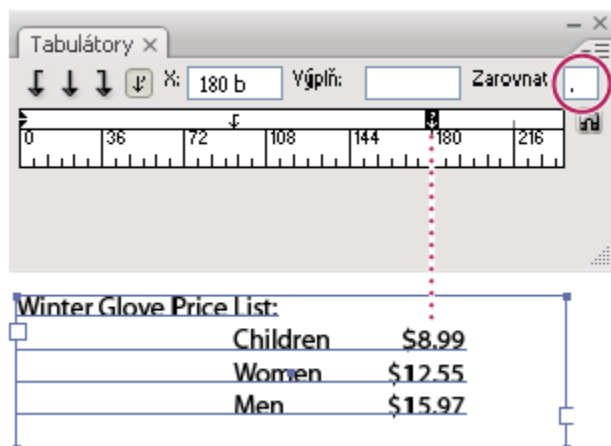 Tabulátory
X: 180 b Výplň: Zarovnat .
0 36 72 108 144 180 216
Winter Glove Price List:
Children $8.99
Women $12.55
Men $15.97